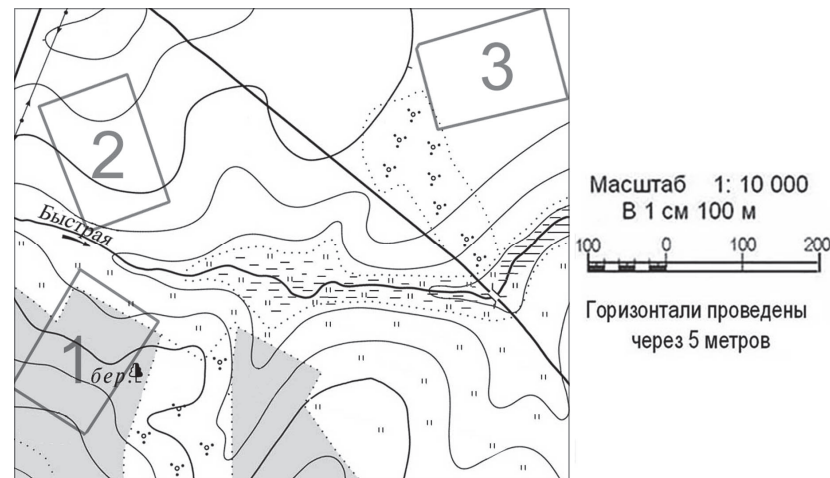 3
2
Быстрая
1
бер.
Масштаб 1: 10 000
В 1 см 100 м
100 0 100 200
Горизонтали проведены
через 5 метров